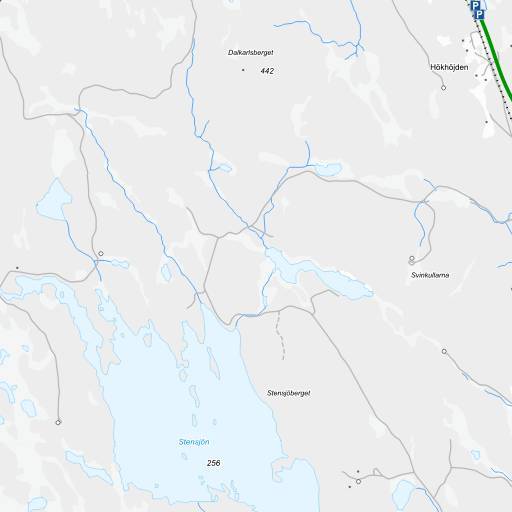 P
P
Dalkarlsberget
442
Hökhöjden
Svinkullarna
Stensjöberget
Stensjön
256